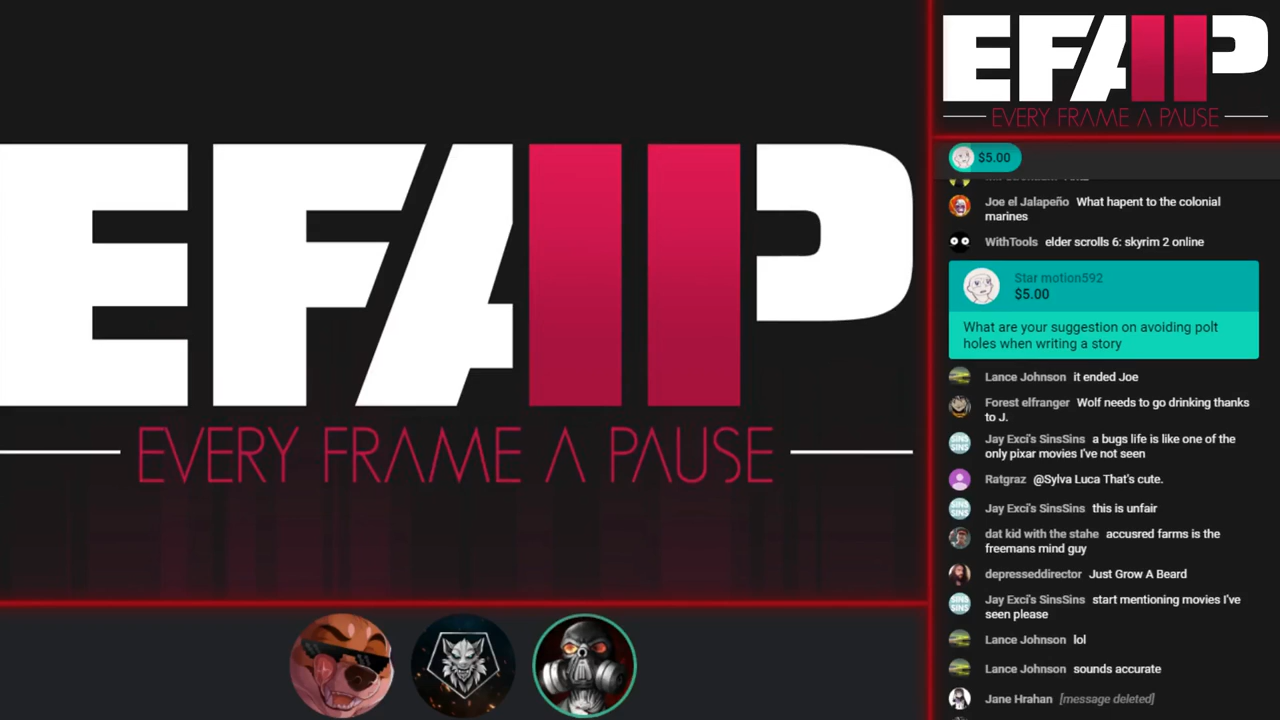 EFAP
EVERY FRAME A PAUSE
EFAP
EVERY FRAME A PAUSE
$5.00
Joe el Jalapeño What hapent to the colonial
marines
WithTools elder scrolls 6: skyrim 2 online
Star motion592
$5.00
What are your suggestion on avoiding polt
holes when writing a story
Lance Johnson it ended Joe
Forest elfranger Wolf needs to go drinking thanks
to J.
Jay Exci's SinsSins a bugs life is like one of the
only pixar movies I've not seen
Ratgraz @Sylva Luca That's cute.
Jay Exci's SinsSins this is unfair
dat kid with the stahe accusred farms is the
freemans mind guy
depresseddirector Just Grow A Beard
Jay Exci's SinsSins start mentioning movies I've
seen please
Lance Johnson lol
Lance Johnson sounds accurate
Jane Hrahan [message deleted]